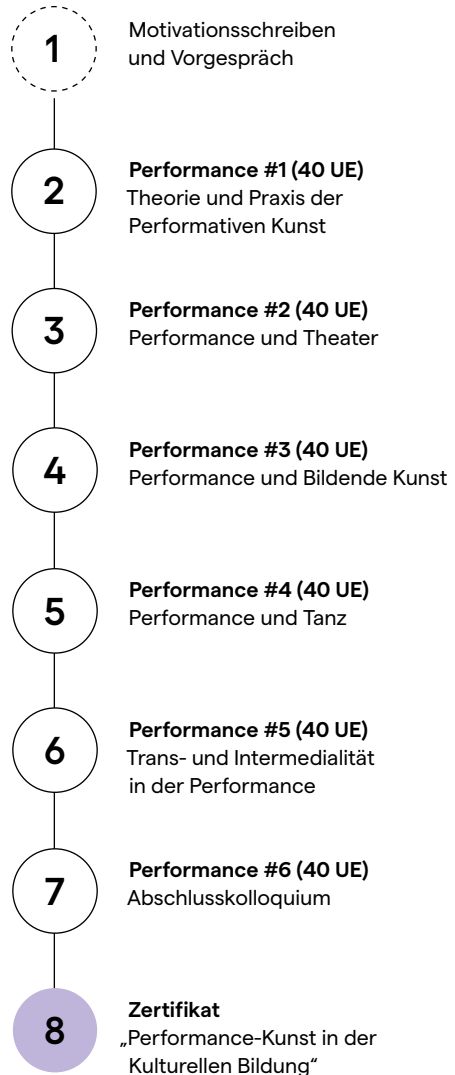 1
Motivationsschreiben
und Vorgespräch
2
Performance #1 (40 UE)
Theorie und Praxis der
Performativen Kunst
3
Performance #2 (40 UE)
Performance und Theater
4
Performance #3 (40 UE)
Performance und Bildende Kunst
5
Performance #4 (40 UE)
Performance und Tanz
6
Performance #5 (40 UE)
Trans- und Intermedialität
in der Performance
7
Performance #6 (40 UE)
Abschlusskolloquium
8
Zertifikat
„Performance-Kunst in der
Kulturellen Bildung“